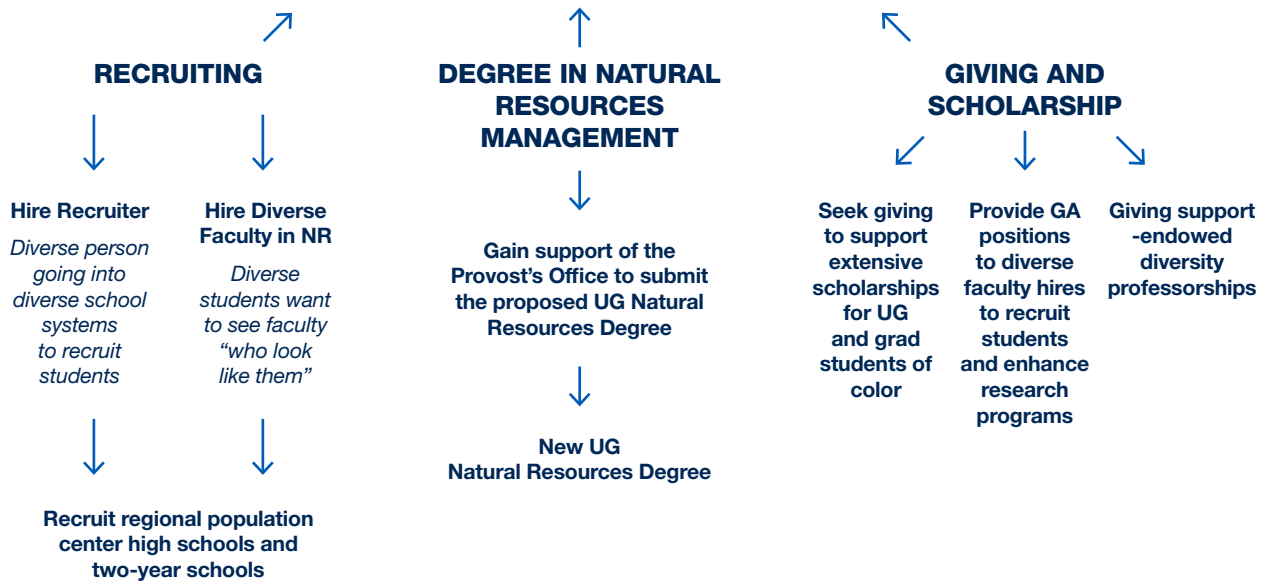 RECRUITING
Hire Recruiter
Diverse person
going into
diverse school
systems
to recruit
students
Hire Diverse
Faculty in NR
Diverse
students want
to see faculty
“who look
like them”
Recruit regional population
center high schools and
two-year schools
DEGREE IN NATURAL
RESOURCES
MANAGEMENT
Gain support of the
Provost’s Office to submit
the proposed UG Natural
Resources Degree
New UG
Natural Resources Degree
GIVING AND
SCHOLARSHIP
Seek giving
to support
extensive
scholarships
for UG
and grad
students of
color
Provide GA
positions
to diverse
faculty hires
to recruit
students
and enhance
research
programs
Giving support
-endowed
diversity
professorships